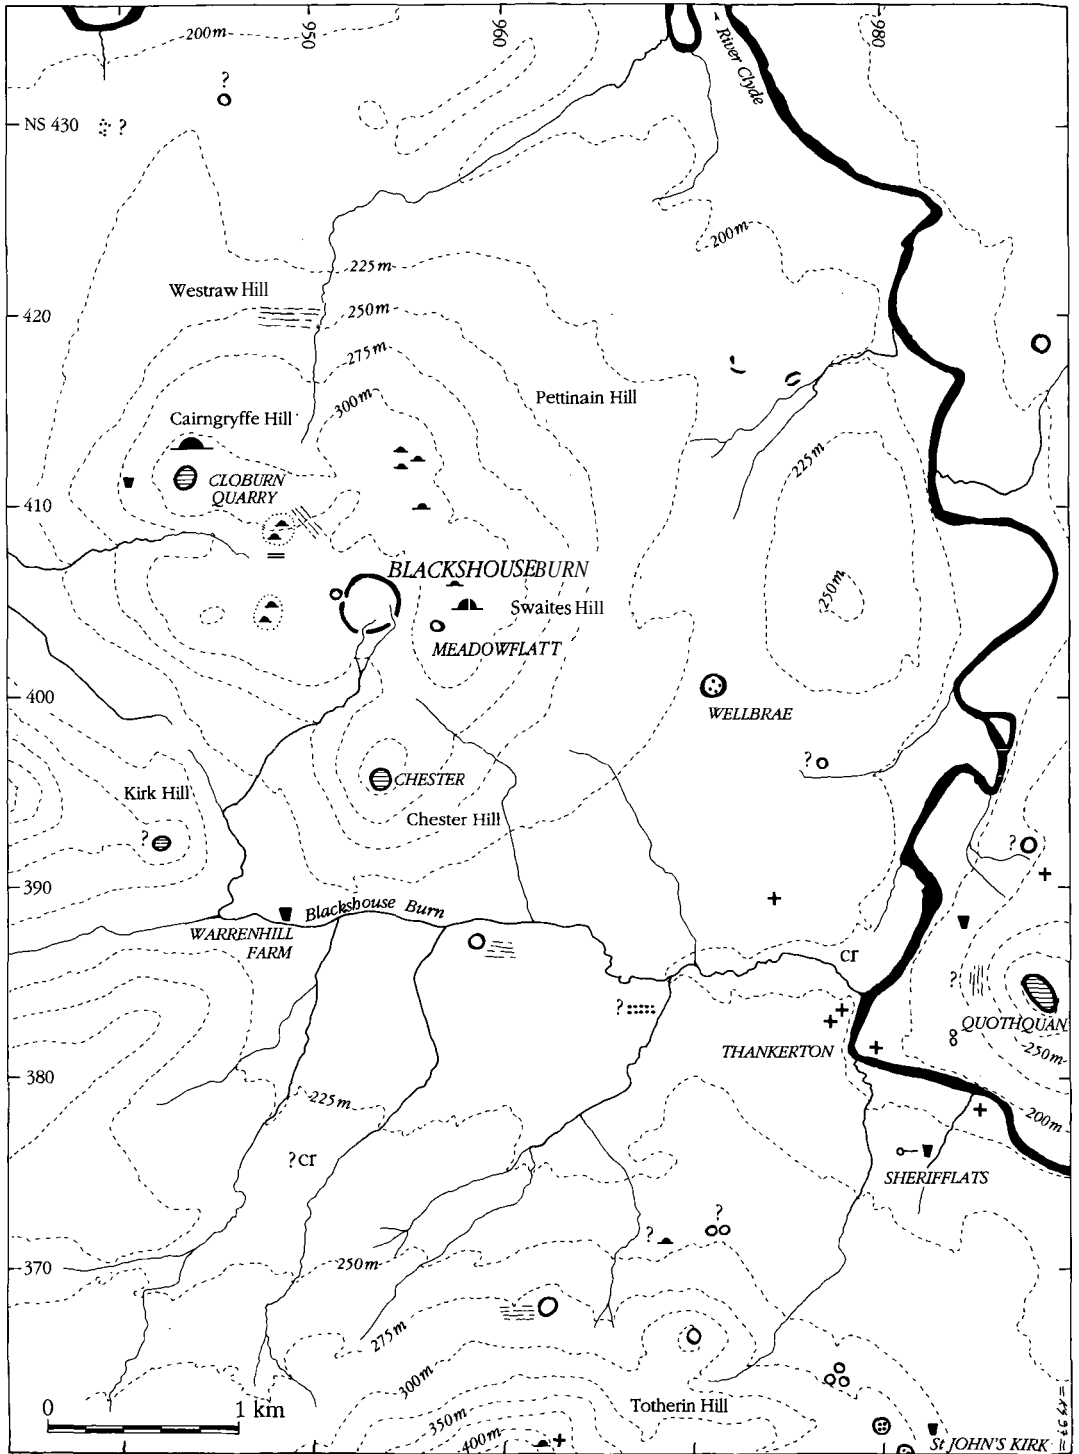 200m
950
960
980
River Clyde
?
NS 430
?
200m
225m
Westraw Hill
250m
420
275m
300m
Pettinain Hill
Cairngryffe Hill
225m
CLOBURN
QUARRY
410
BLACKSHOUSEBURN
250m
Swaites Hill
MEADOWFLATT
400
WELLBRAE
?
CHESTER
Kirk Hill
Chester Hill
?
?
390
Blackshouse Burn
WARRENHILL
FARM
cr
?
?
QUOTHQUAN
THANKERTON
250m
380
225m
200m
?cr
SHERIFFLATS
?
?
250m
370
275m
300m
Totherin Hill
0 1 km
350m
400m
St JOHN'S KIRK